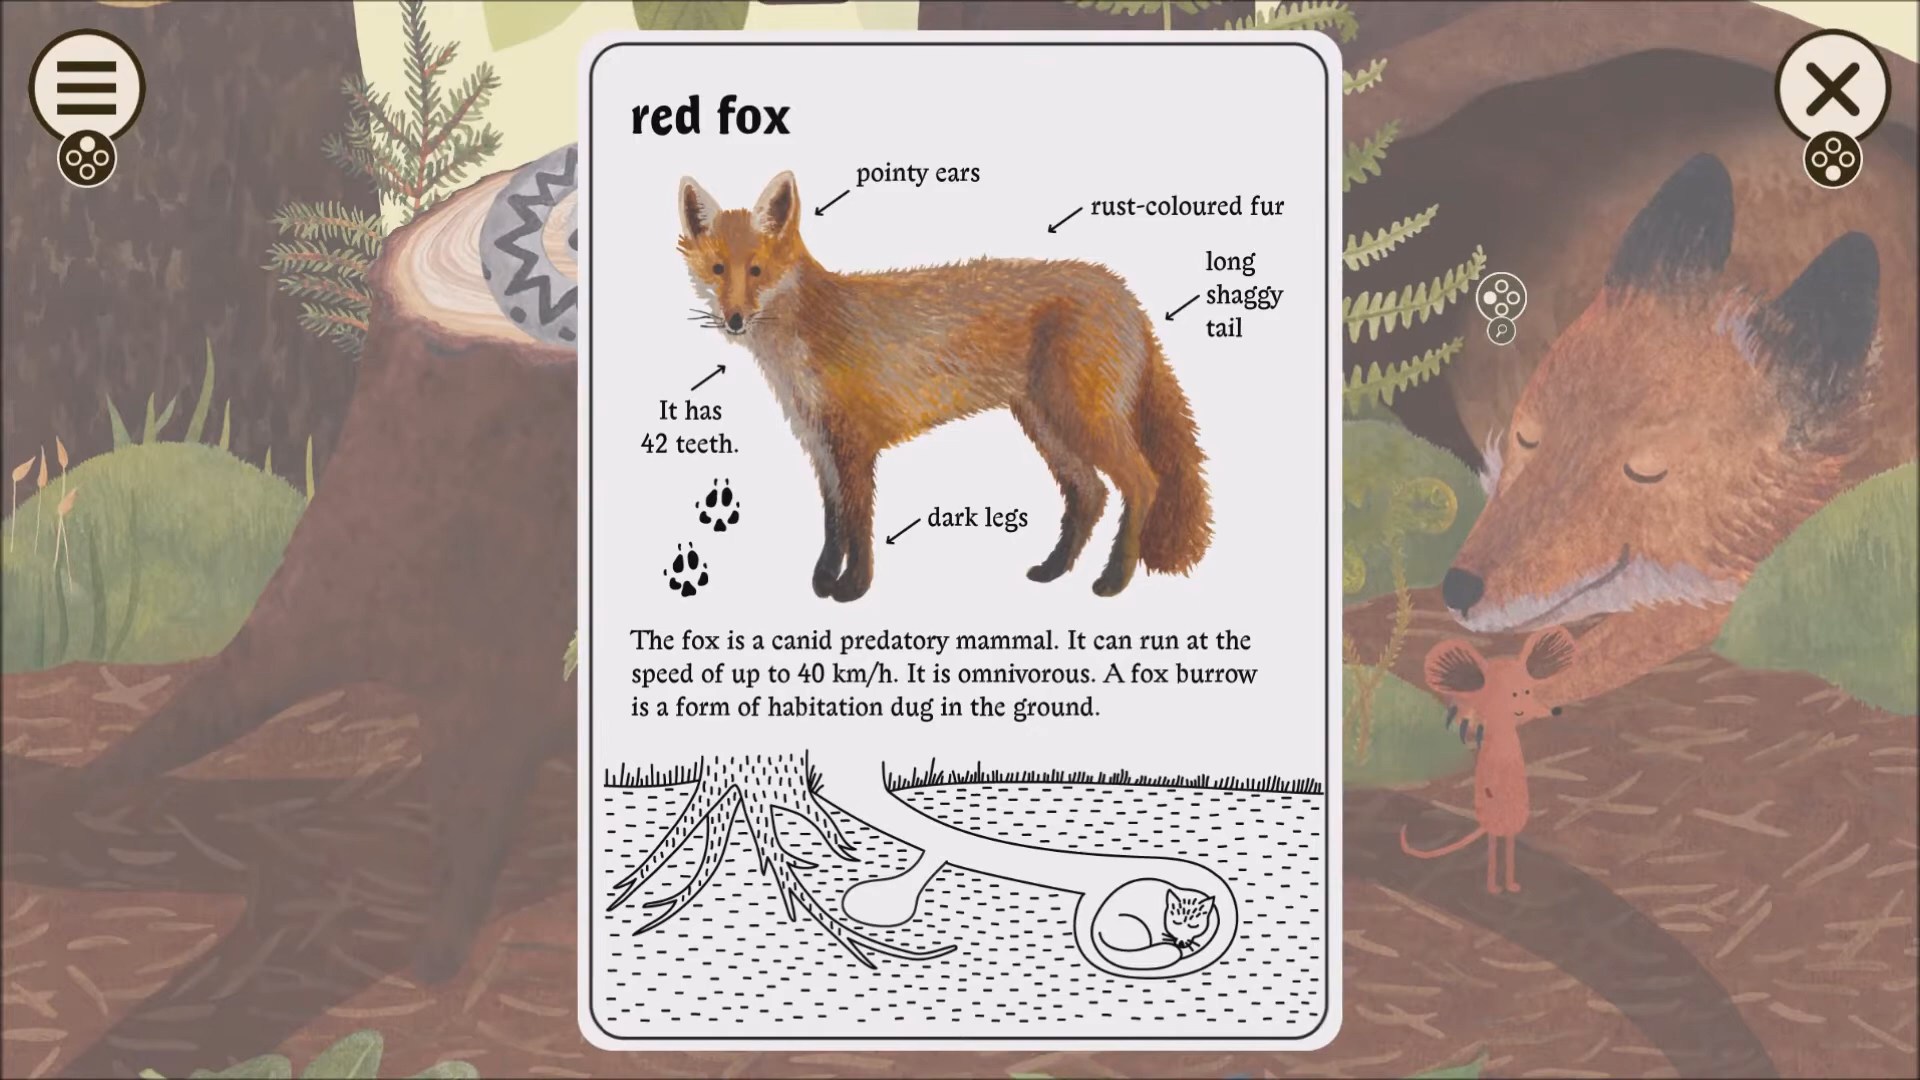 red fox
pointy ears
rust-coloured fur
long
shaggy
tail
It has
42 teeth.
dark legs
The fox is a canid predatory mammal. It can run at the
speed of up to 40 km/h. It is omnivorous. A fox burrow
is a form of habitation dug in the ground.